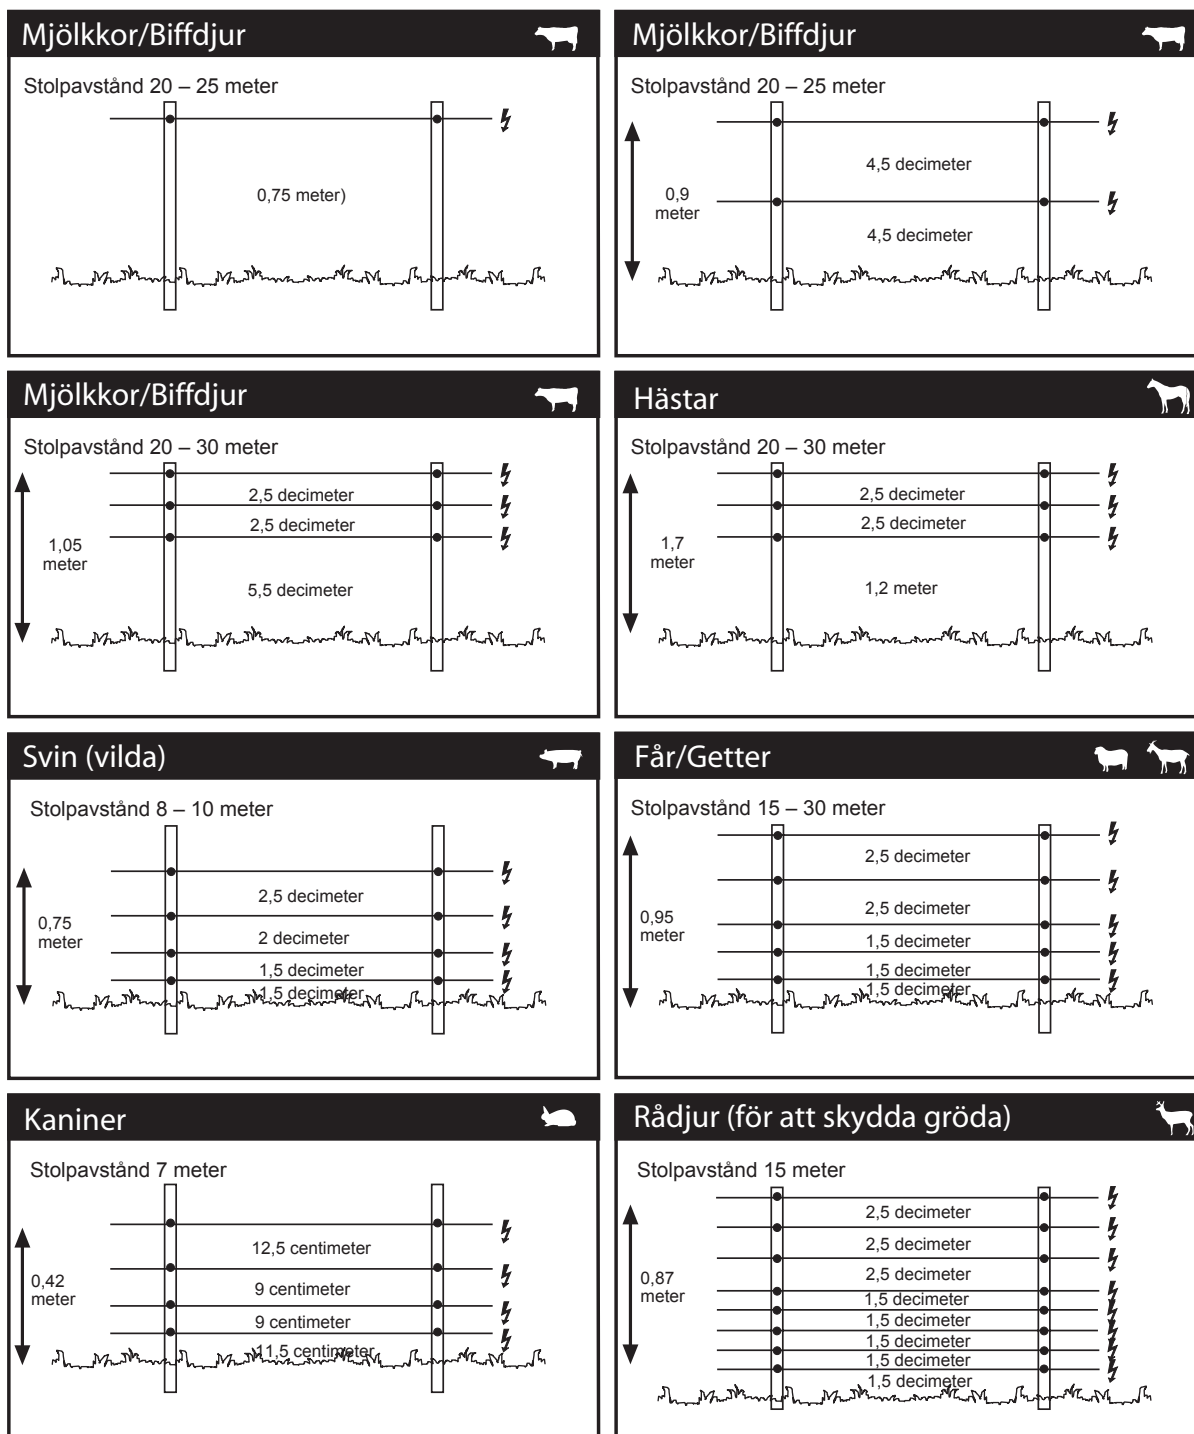 Mjölkkor/Biffdjur
Stolpavstånd 20 – 25 meter
0,75 meter)
Mjölkkor/Biffdjur
Stolpavstånd 20 – 25 meter
4,5 decimeter
0,9
meter
4,5 decimeter
Mjölkkor/Biffdjur
Stolpavstånd 20 – 30 meter
2,5 decimeter
2,5 decimeter
1,05
meter
5,5 decimeter
Hästar
Stolpavstånd 20 – 30 meter
2,5 decimeter
2,5 decimeter
1,7
meter
1,2 meter
Svin (vilda)
Stolpavstånd 8 – 10 meter
2,5 decimeter
0,75
meter
2 decimeter
1,5 decimeter
1,5 decimeter
Får/Getter
Stolpavstånd 15 – 30 meter
2,5 decimeter
2,5 decimeter
0,95
meter
1,5 decimeter
1,5 decimeter
1,5 decimeter
Kaniner
Stolpavstånd 7 meter
12,5 centimeter
0,42
meter
9 centimeter
9 centimeter
11,5 centimeter
Rådjur (för att skydda gröda)
Stolpavstånd 15 meter
2,5 decimeter
2,5 decimeter
2,5 decimeter
0,87
meter
1,5 decimeter
1,5 decimeter
1,5 decimeter
1,5 decimeter
1,5 decimeter